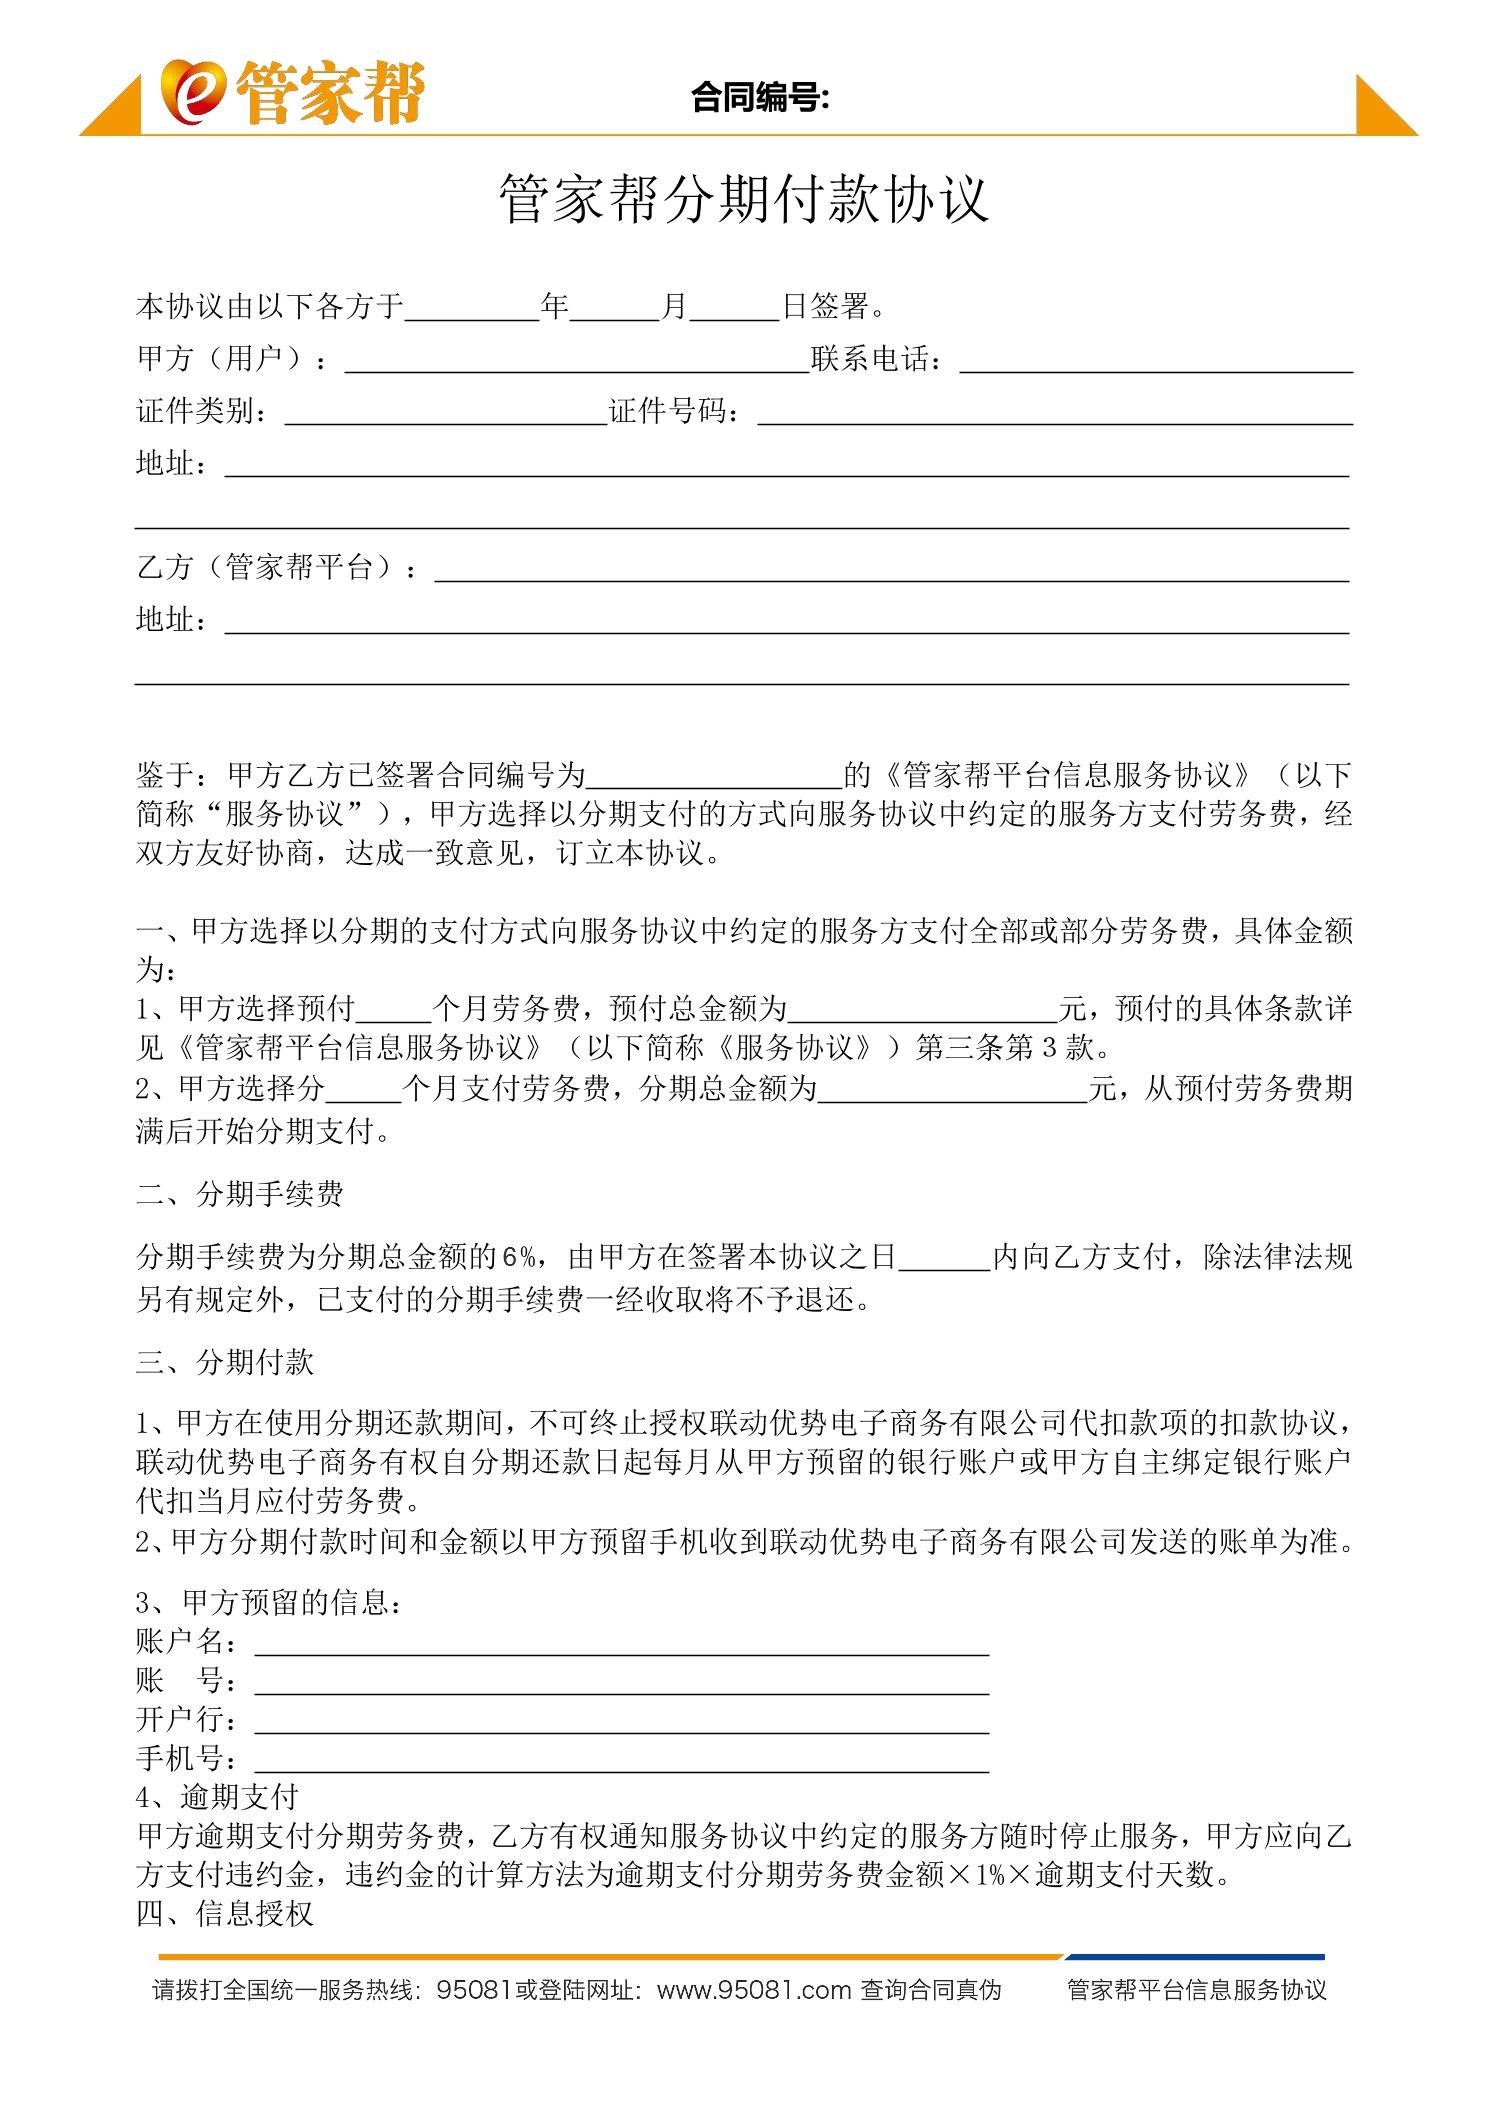 管家帮
合同编号:
管家帮分期付款协议
本协议由以下各方于_________年______月______日签署。
甲方（用户）：_______________________________联系电话：__________________________
证件类别：_____________________证件号码：________________________________________
地址：___________________________________________________________________________
_________________________________________________________________________________
乙方（管家帮平台）：_____________________________________________________________
地址：___________________________________________________________________________
_________________________________________________________________________________
鉴于：甲方乙方已签署合同编号为_________________的《管家帮平台信息服务协议》（以下
简称“服务协议”），甲方选择以分期支付的方式向服务协议中约定的服务方支付劳务费，经
双方友好协商，达成一致意见，订立本协议。
一、甲方选择以分期的支付方式向服务协议中约定的服务方支付全部或部分劳务费，具体金额
为：
1、甲方选择预付_____个月劳务费，预付总金额为__________________元，预付的具体条款详
见《管家帮平台信息服务协议》（以下简称《服务协议》）第三条第 3 款。
2、甲方选择分_____个月支付劳务费，分期总金额为__________________元，从预付劳务费期
满后开始分期支付。
二、分期手续费
分期手续费为分期总金额的 6%，由甲方在签署本协议之日______内向乙方支付，除法律法规
另有规定外，已支付的分期手续费一经收取将不予退还。
三、分期付款
1、甲方在使用分期还款期间，不可终止授权联动优势电子商务有限公司代扣款项的扣款协议，
联动优势电子商务有权自分期还款日起每月从甲方预留的银行账户或甲方自主绑定银行账户
代扣当月应付劳务费。
2、甲方分期付款时间和金额以甲方预留手机收到联动优势电子商务有限公司发送的账单为准。
3、甲方预留的信息：
账户名：_________________________________________________
账　号：_________________________________________________
开户行：_________________________________________________
手机号：_________________________________________________
4、逾期支付
甲方逾期支付分期劳务费，乙方有权通知服务协议中约定的服务方随时停止服务，甲方应向乙
方支付违约金，违约金的计算方法为逾期支付分期劳务费金额×1%×逾期支付天数。
四、信息授权
请拨打全国统一服务热线：95081或登陆网址：www.95081.com 查询合同真伪　　管家帮平台信息服务协议